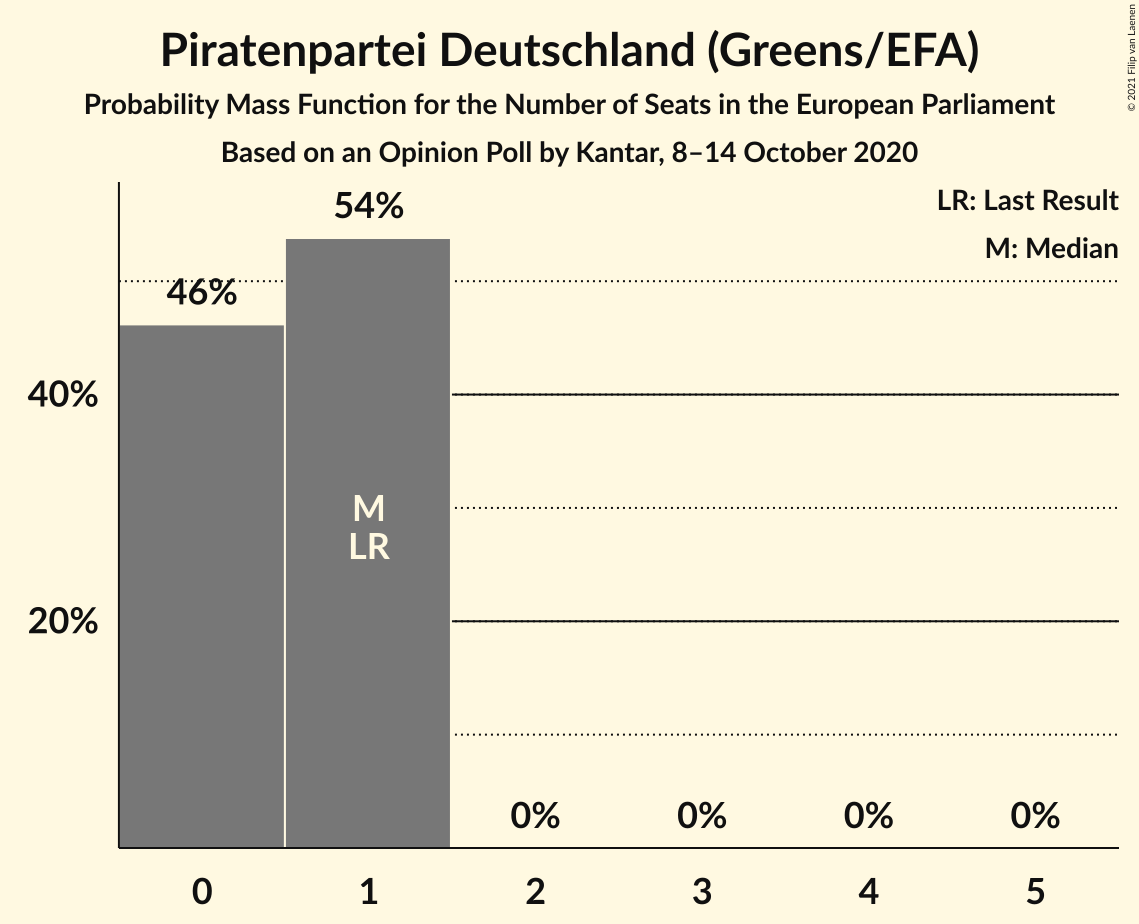 Piratenpartei Deutschland (Greens/EFA)
Probability Mass Function for the Number of Seats in the European Parliament
Based on an Opinion Poll by Kantar, 8–14 October 2020
© 2021 Filip van Laenen
LR: Last Result
M: Median
54%
46%
40%
20%
M
LR
0% 0% 0% 0%
0 1 2 3 4 5